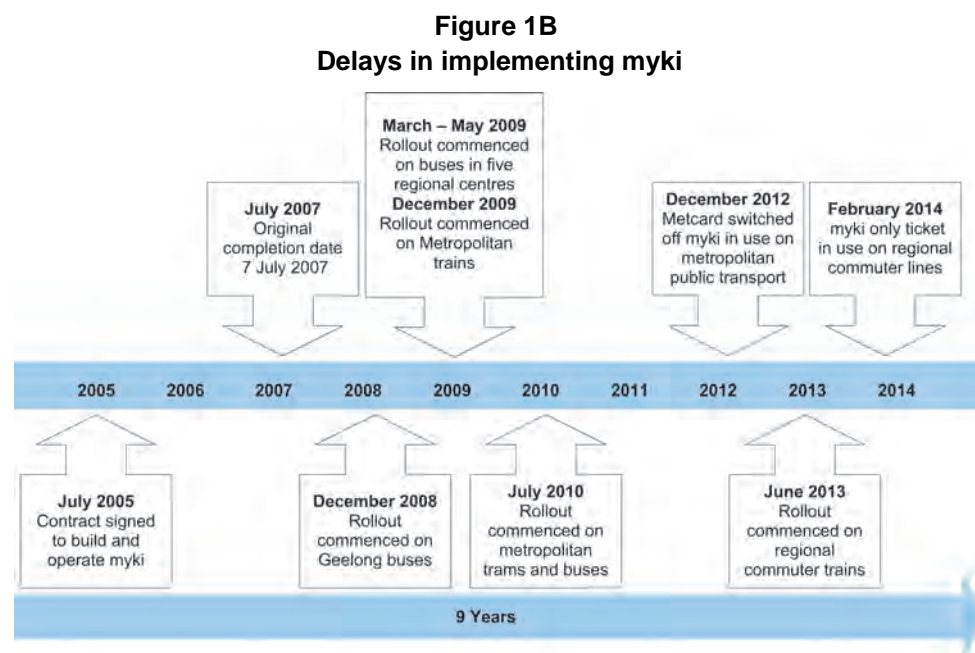 Figure 1B
Delays in implementing myki
March – May 2009
Rollout commenced
on buses in five
regional centres
December 2009
Rollout commenced
on Metropolitan
trains
July 2007
Original
completion date
7 July 2007
December 2012
Metcard switched
off myki in use on
metropolitan
public transport
February 2014
myki only ticket
in use on regional
commuter lines
2005 2006 2007 2008 2009 2010 2011 2012 2013 2014
July 2005
Contract signed
to build and
operate myki
December 2008
Rollout
commenced on
Geelong buses
July 2010
Rollout
commenced on
metropolitan
trams and buses
June 2013
Rollout
commenced on
regional
commuter trains
9 Years